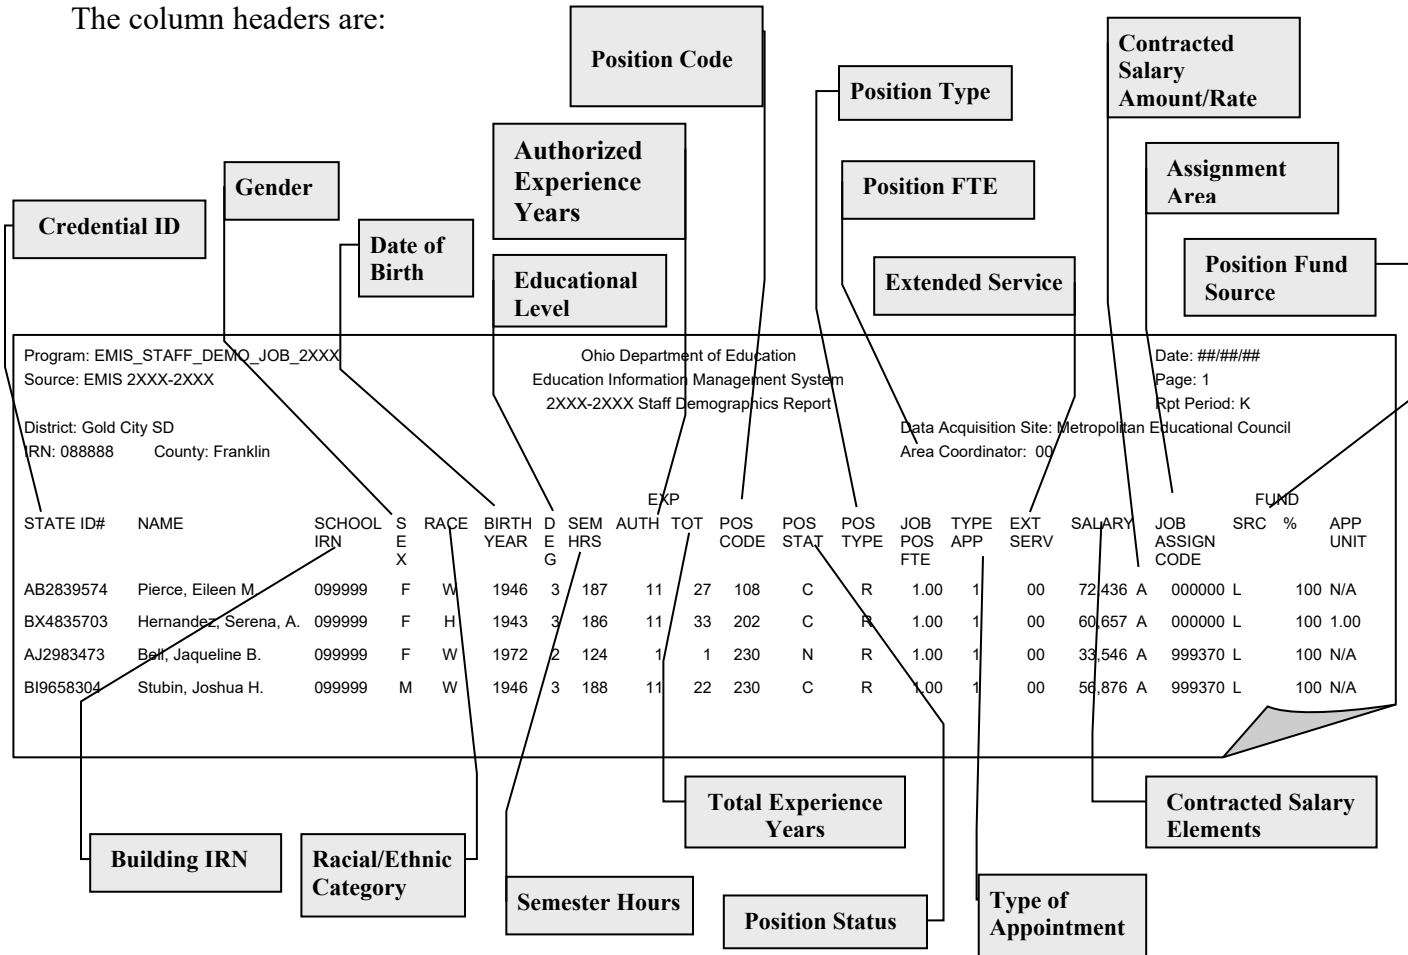 The column headers are:
Position Code
Contracted
Salary
Amount/Rate
Position Type
Authorized
Experience
Years
Assignment
Area
Gender
Position FTE
Credential ID
Date of
Birth
Position Fund
Source
Educational
Level
Extended Service
Program: EMIS_STAFF_DEMO_JOB_2XXX Ohio Department of Education Date: ##/##/##
Source: EMIS 2XXX-2XXX Education Information Management System Page: 1
2XXX-2XXX Staff Demographics Report Rpt Period: K
District: Gold City SD Data Acquisition Site: Metropolitan Educational Council
IRN: 088888 County: Franklin Area Coordinator: 00
EXP FUND
STATE ID# NAME SCHOOL S RACE BIRTH D SEM AUTH TOT POS POS POS JOB TYPE EXT SALARY JOB SRC % APP
IRN E YEAR E HRS CODE STAT TYPE POS APP SERV ASSIGN UNIT
X G FTE CODE
AB2839574 Pierce, Eileen M. 099999 F W 1946 3 187 11 27 108 C R 1.00 1 00 72,436 A 000000 L 100 N/A
BX4835703 Hernandez, Serena, A. 099999 F H 1943 3 186 11 33 202 C R 1.00 1 00 60,657 A 000000 L 100 1.00
AJ2983473 Bell, Jaqueline B. 099999 F W 1972 2 124 1 1 230 N R 1.00 1 00 33,546 A 999370 L 100 N/A
BI9658304 Stubin, Joshua H. 099999 M W 1946 3 188 11 22 230 C R 1.00 1 00 56,876 A 999370 L 100 N/A
Total Experience
Years
Contracted Salary
Elements
Building IRN
Racial/Ethnic
Category
Semester Hours
Position Status
Type of
Appointment